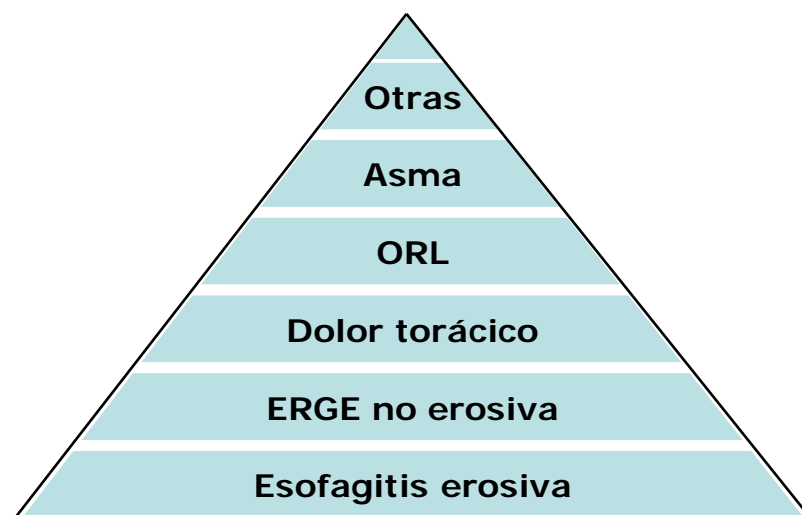 Otras
Asma
ORL
Dolor torácico
ERGE no erosiva
Esofagitis erosiva